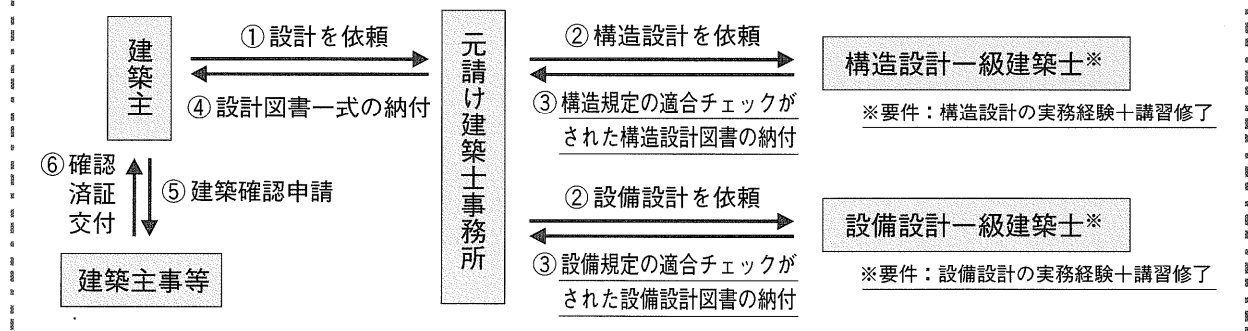 建築主
①設計を依頼
④設計図書一式の納付
元請け建築士事務所
②構造設計を依頼
③構造規定の適合チェックが
された構造設計図書の納付
構造設計一級建築士※
※要件：構造設計の実務経験＋講習修了
⑥確認
済証
交付
⑤建築確認申請
建築主事等
②設備設計を依頼
③設備規定の適合チェックが
された設備設計図書の納付
設備設計一級建築士※
※要件：設備設計の実務経験＋講習修了